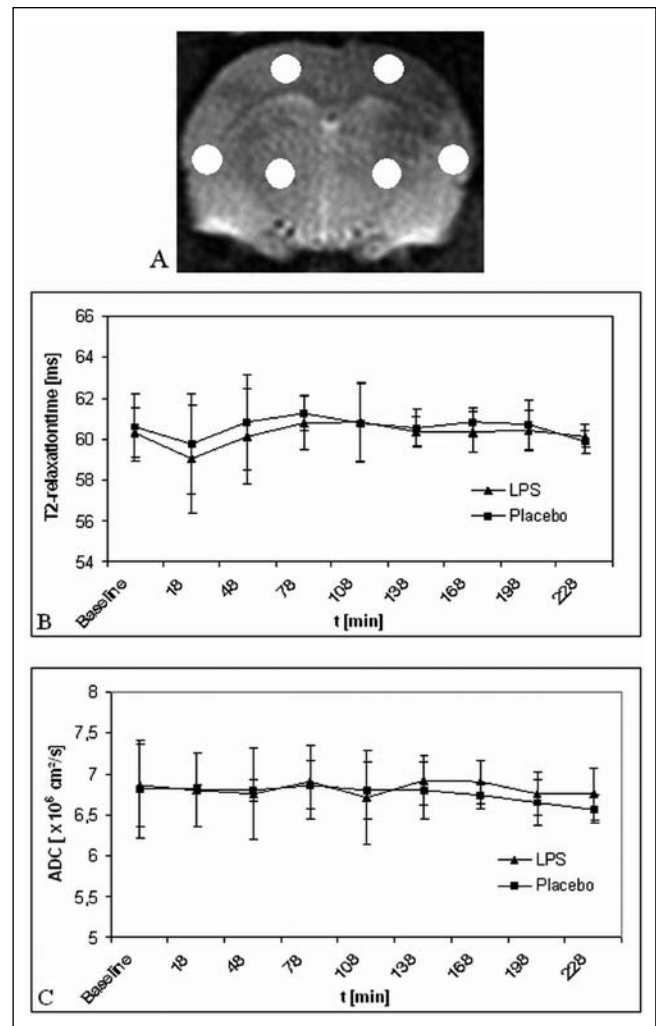 A
66
64
62
60
58
56
54
T2-relaxationtime [ms]
LPS
Placebo
Baseline 18 48 78 108 138 168 198 228
t [min]
B
8
7,5
7
6,5
6
5,5
5
ADC [ x10⁶ cm²/s]
LPS
Placebo
Baseline 18 48 78 108 138 168 198 228
t [min]
C